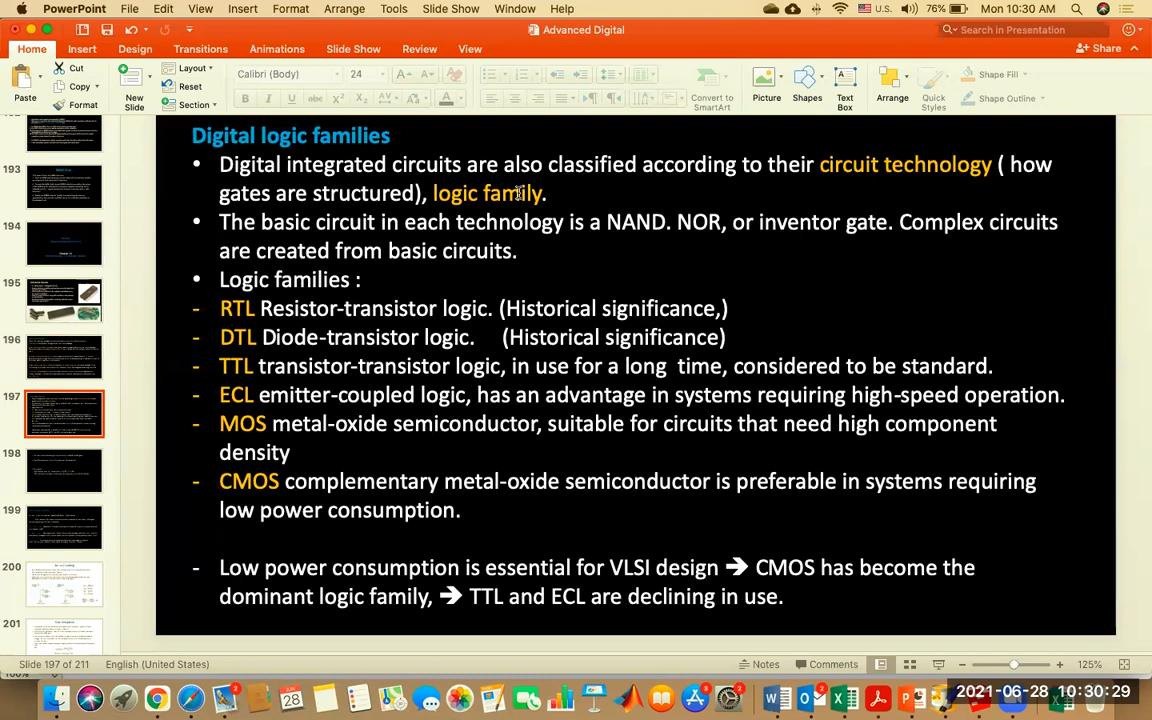 PowerPoint File Edit View Insert Format Arrange Tools Slide Show Window Help 76% U.S. Mon 10:30 AM
Advanced Digital Search in Presentation
Home Insert Design Transitions Animations Slide Show Review View Share
Paste Cut Copy Format New Slide Layout Reset Section Calibri (Body) 24 Convert to SmartArt Picture Shapes Text Box Arrange Quick Styles Shape Fill Shape Outline
193
194
195
196
197
198
199
200
201
Digital logic families
• Digital integrated circuits are also classified according to their circuit technology ( how
gates are structured), logic family.
• The basic circuit in each technology is a NAND. NOR, or inventor gate. Complex circuits
are created from basic circuits.
• Logic families :
- RTL Resistor-transistor logic. (Historical significance,)
- DTL Diode-transistor logic. (Historical significance)
- TTL transistor-transistor logic, in use for a long time, considered to be standard.
- ECL emitter-coupled logic, has an advantage in systems requiring high-speed operation.
- MOS metal-oxide semiconductor, suitable for circuits that need high component
density
- CMOS complementary metal-oxide semiconductor is preferable in systems requiring
low power consumption.
- Low power consumption is essential for VLSI design ➔ CMOS has become the
dominant logic family, ➔ TTL and ECL are declining in use.
Slide 197 of 211 English (United States) Notes Comments 125%
JUN 28
2021-06-28 10:30:29